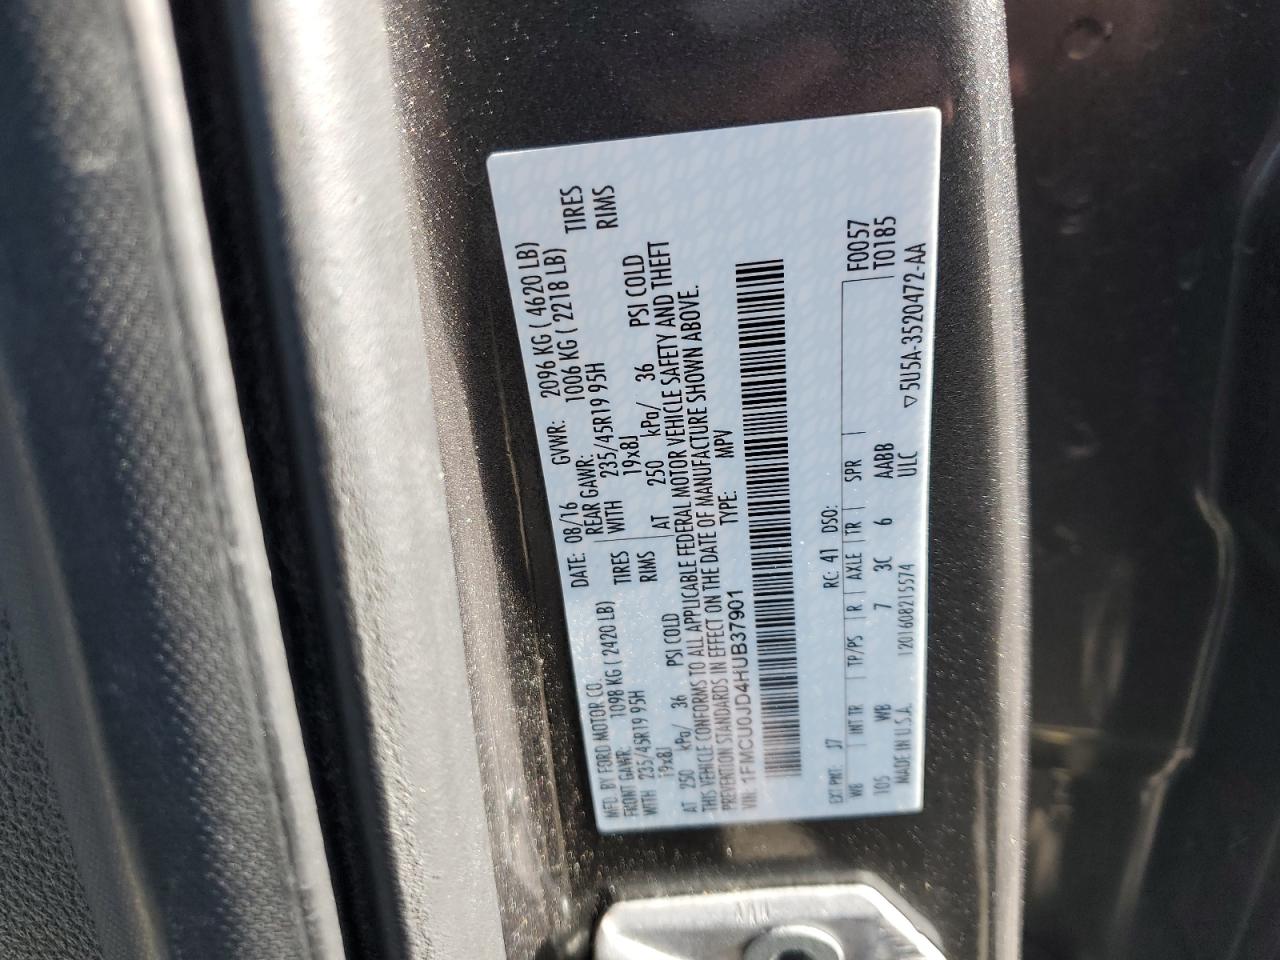 MFD. BY FORD MOTOR CO. DATE: 08/16 GVWR: 2096 KG ( 4620 LB)
FRONT GAWR: 1098 KG ( 2420 LB) REAR GAWR: 1006 KG ( 2218 LB)
WITH 235/45R19 95H TIRES WITH 235/45R19 95H TIRES
19x8J RIMS 19x8J RIMS
AT 250 kPa/ 36 PSI COLD AT 250 kPa/ 36 PSI COLD
THIS VEHICLE CONFORMS TO ALL APPLICABLE FEDERAL MOTOR VEHICLE SAFETY AND THEFT
PREVENTION STANDARDS IN EFFECT ON THE DATE OF MANUFACTURE SHOWN ABOVE.
VIN: 1FMCU0JD4HUB37901 TYPE: MPV
F0057
T0185
EXT PNT: J7 RC: 41 DSO:
WB INT TR TP/PS R AXLE TR SPR
105 WB 7 3C 6 AABB
ULC
MADE IN U.S.A. 1201608215574 ▽5U5A-3520472-AA